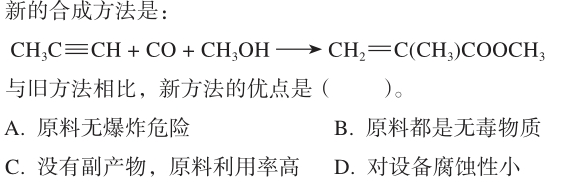 新的合成方法是：
CH₃C≡CH + CO + CH₃OH ⟶ CH₂═C(CH₃)COOCH₃
与旧方法相比，新方法的优点是（　　）。
A. 原料无爆炸危险　　B. 原料都是无毒物质
C. 没有副产物，原料利用率高　　D. 对设备腐蚀性小